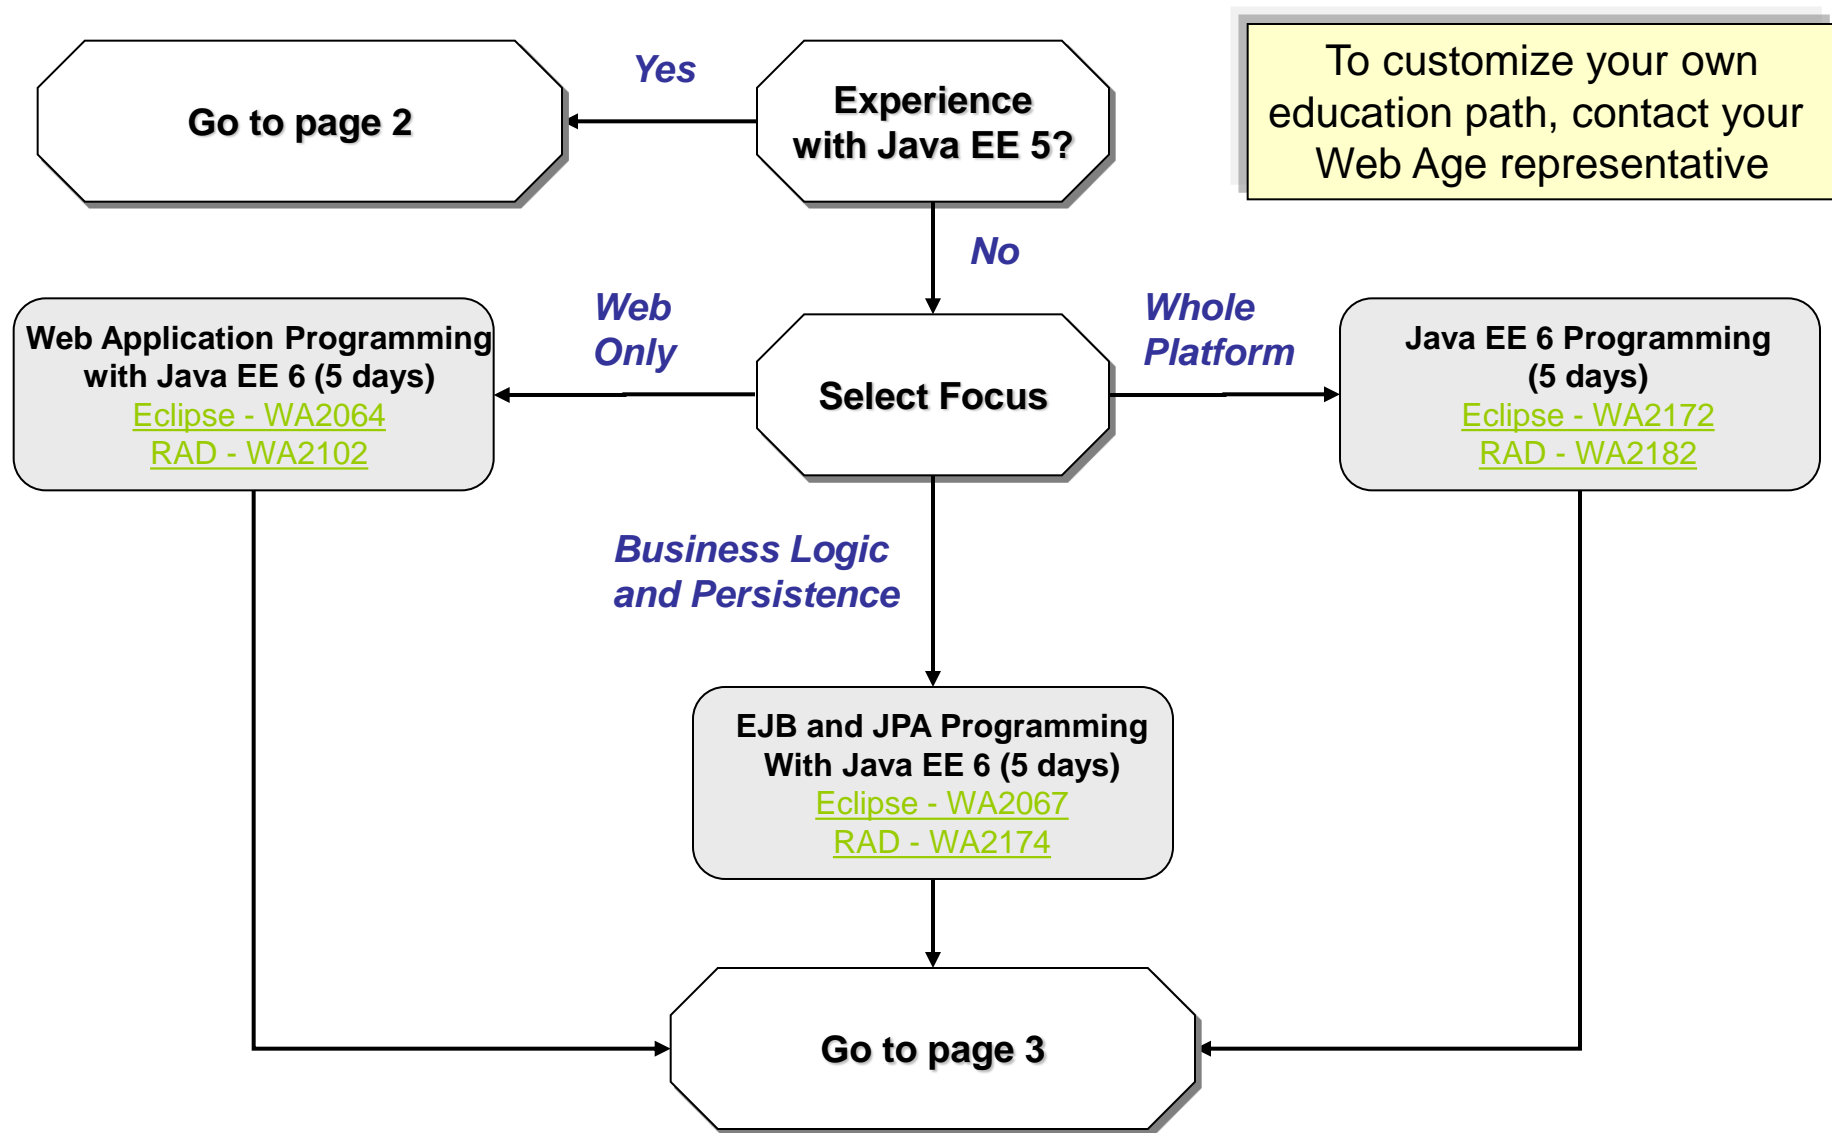 Go to page 2
Yes
Experience
with Java EE 5?
To customize your own
education path, contact your
Web Age representative
No
Web
Only
Whole
Platform
Web Application Programming
with Java EE 6 (5 days)
Eclipse - WA2064
RAD - WA2102
Select Focus
Java EE 6 Programming
(5 days)
Eclipse - WA2172
RAD - WA2182
Business Logic
and Persistence
EJB and JPA Programming
With Java EE 6 (5 days)
Eclipse - WA2067
RAD - WA2174
Go to page 3